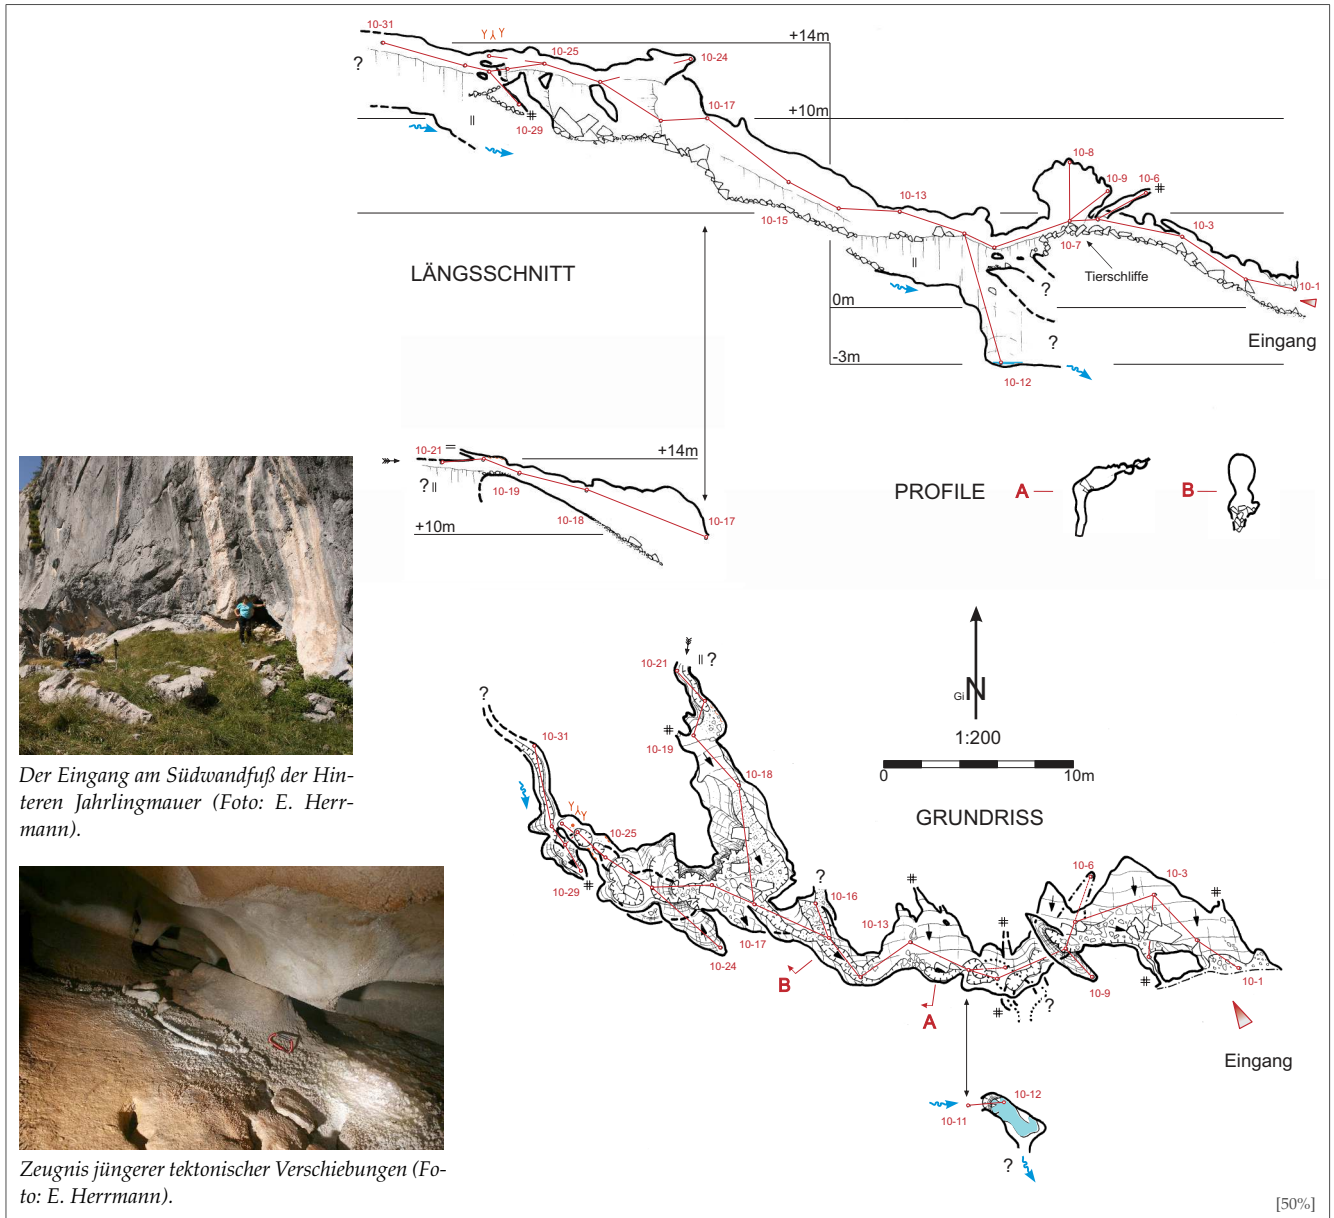 10-31
+14m
10-25
10-24
?
10-17
+10m
10-29
10-8
10-9
10-6
10-13
10-3
10-15
10-7
Tierschliffe
LÄNGSSCHNITT
?
10-1
0m
Eingang
?
-3m
10-12
10-21
+14m
?
10-19
PROFILE
A
B
10-18
10-17
+10m
Der Eingang am Südwandfuß der Hin-
teren Jahrlingmauer (Foto: E. Herr-
mann).
10-21
?
?
Gi N
10-31
10-19
1:200
10-18
0
10m
GRUNDRISS
10-25
10-6
10-3
?
10-29
10-16
10-13
10-17
10-24
B
10-9
10-1
?
A
Eingang
10-12
10-11
?
Zeugnis jüngerer tektonischer Verschiebungen (Fo-
to: E. Herrmann).
[50%]